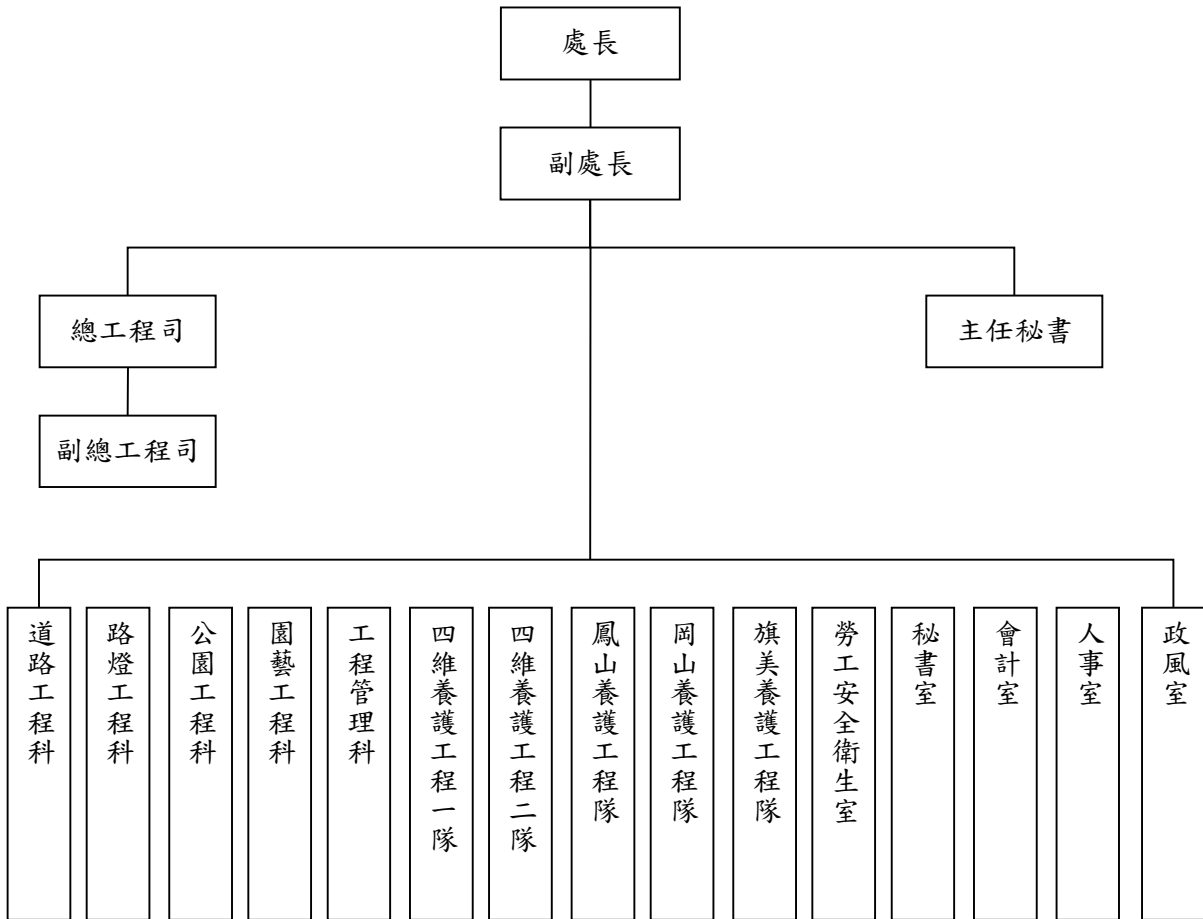 處長
副處長
總工程司
主任秘書
副總工程司
道路工程科
路燈工程科
公園工程科
園藝工程科
工程管理科
四維養護工程一隊
四維養護工程二隊
鳳山養護工程隊
岡山養護工程隊
旗美養護工程隊
勞工安全衛生室
秘書室
會計室
人事室
政風室